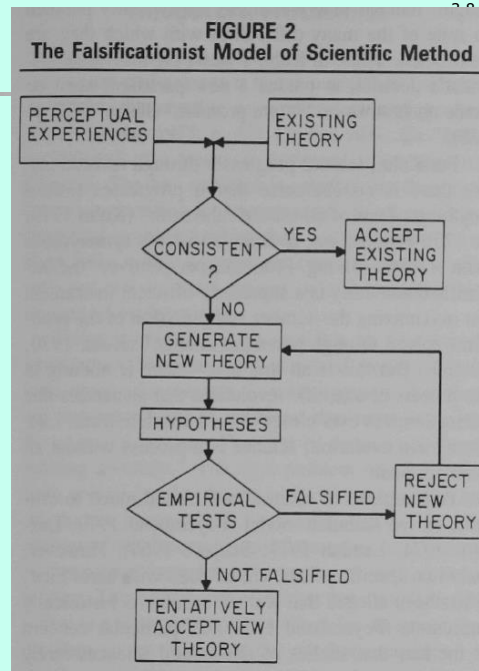 FIGURE 2
The Falsificationist Model of Scientific Method
PERCEPTUAL
EXPERIENCES
EXISTING
THEORY
CONSISTENT
?
YES
ACCEPT
EXISTING
THEORY
NO
GENERATE
NEW THEORY
HYPOTHESES
EMPIRICAL
TESTS
FALSIFIED
REJECT
NEW
THEORY
NOT FALSIFIED
TENTATIVELY
ACCEPT NEW
THEORY